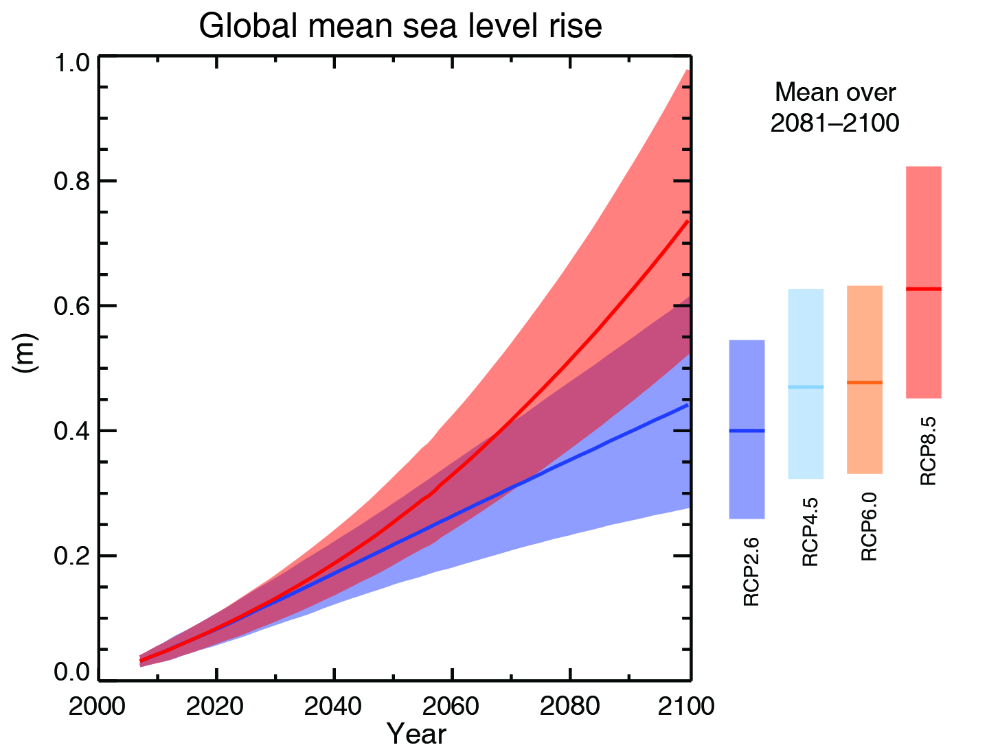 Global mean sea level rise
1.0
0.8
0.6
0.4
0.2
0.0
(m)
2000 2020 2040 2060 2080 2100
Year
Mean over
2081–2100
RCP2.6
RCP4.5
RCP6.0
RCP8.5